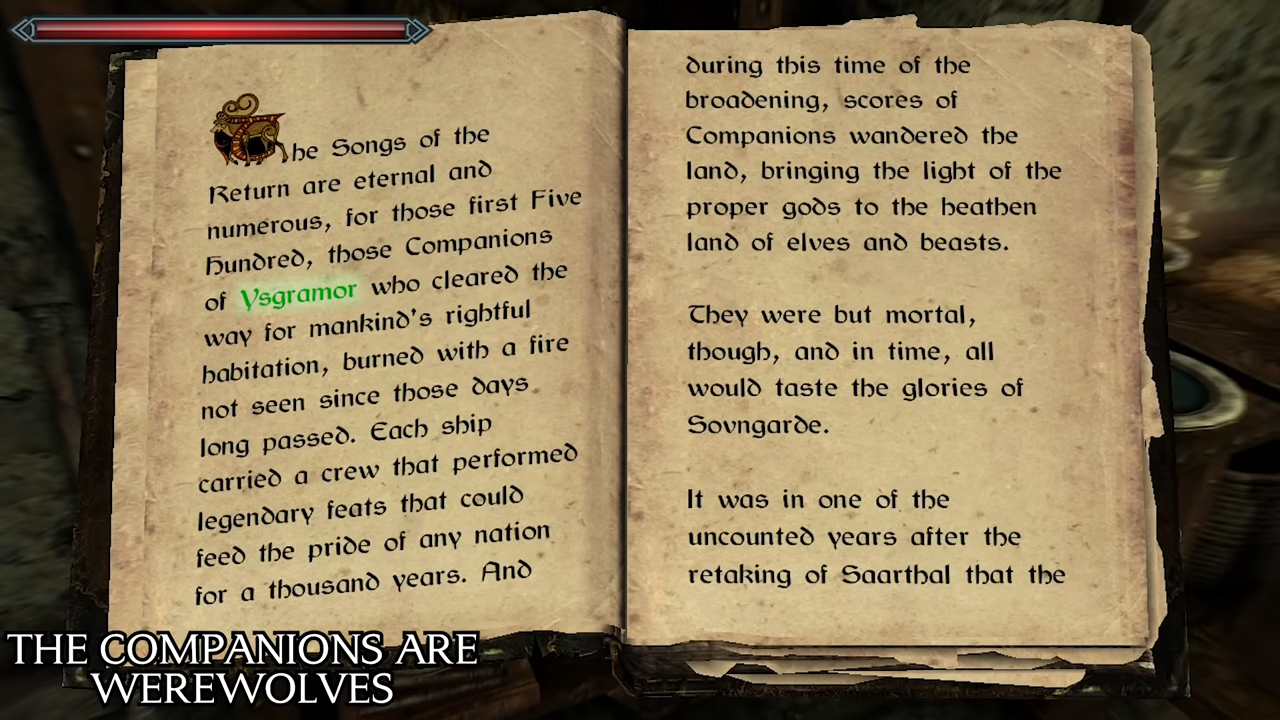 The Songs of the
Return are eternal and
numerous, for those first Five
Hundred, those Companions
of Ysgramor who cleared the
way for mankind's rightful
habitation, burned with a fire
not seen since those days
long passed. Each ship
carried a crew that performed
legendary feats that could
feed the pride of any nation
for a thousand years. And
during this time of the
broadening, scores of
Companions wandered the
land, bringing the light of the
proper gods to the heathen
land of elves and beasts.
They were but mortal,
though, and in time, all
would taste the glories of
Sovngarde.
It was in one of the
uncounted years after the
retaking of Saarthal that the
THE COMPANIONS ARE
WEREWOLVES